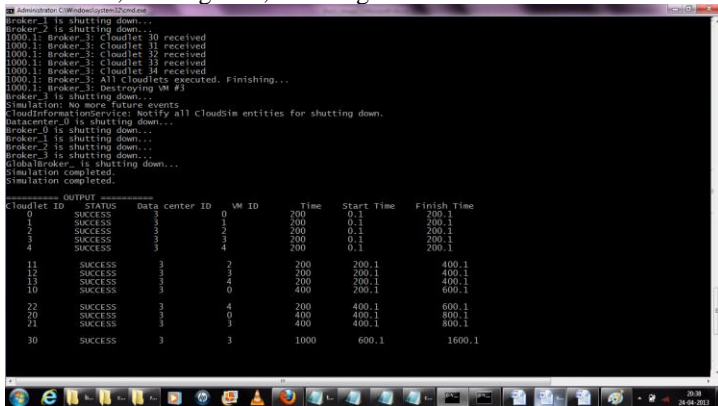 Administrator: C:\Windows\system32\cmd.exe
Broker_1 is shutting down...
Broker_2 is shutting down...
1000.1: Broker_3: Cloudlet 30 received
1000.1: Broker_3: Cloudlet 31 received
1000.1: Broker_3: Cloudlet 32 received
1000.1: Broker_3: Cloudlet 33 received
1000.1: Broker_3: Cloudlet 34 received
1000.1: Broker_3: All Cloudlets executed. Finishing...
1000.1: Broker_3: Destroying VM #3
Broker_3 is shutting down...
Simulation: No more future events
CloudInformationService: Notify all CloudSim entities for shutting down.
Datacenter_0 is shutting down...
Broker_0 is shutting down...
Broker_1 is shutting down...
Broker_2 is shutting down...
Broker_3 is shutting down...
GlobalBroker_ is shutting down...
Simulation completed.
Simulation completed.
========== OUTPUT ==========
Cloudlet ID STATUS Data center ID VM ID Time Start Time Finish Time
0 SUCCESS 3 0 200 0.1 200.1
1 SUCCESS 3 1 200 0.1 200.1
2 SUCCESS 3 2 200 0.1 200.1
3 SUCCESS 3 3 200 0.1 200.1
4 SUCCESS 3 4 200 0.1 200.1
11 SUCCESS 3 2 200 200.1 400.1
12 SUCCESS 3 3 200 200.1 400.1
13 SUCCESS 3 4 200 200.1 400.1
10 SUCCESS 3 0 400 200.1 600.1
22 SUCCESS 3 4 200 400.1 600.1
20 SUCCESS 3 0 400 400.1 800.1
21 SUCCESS 3 3 400 400.1 800.1
30 SUCCESS 3 3 1000 600.1 1600.1
20:38
24-04-2013